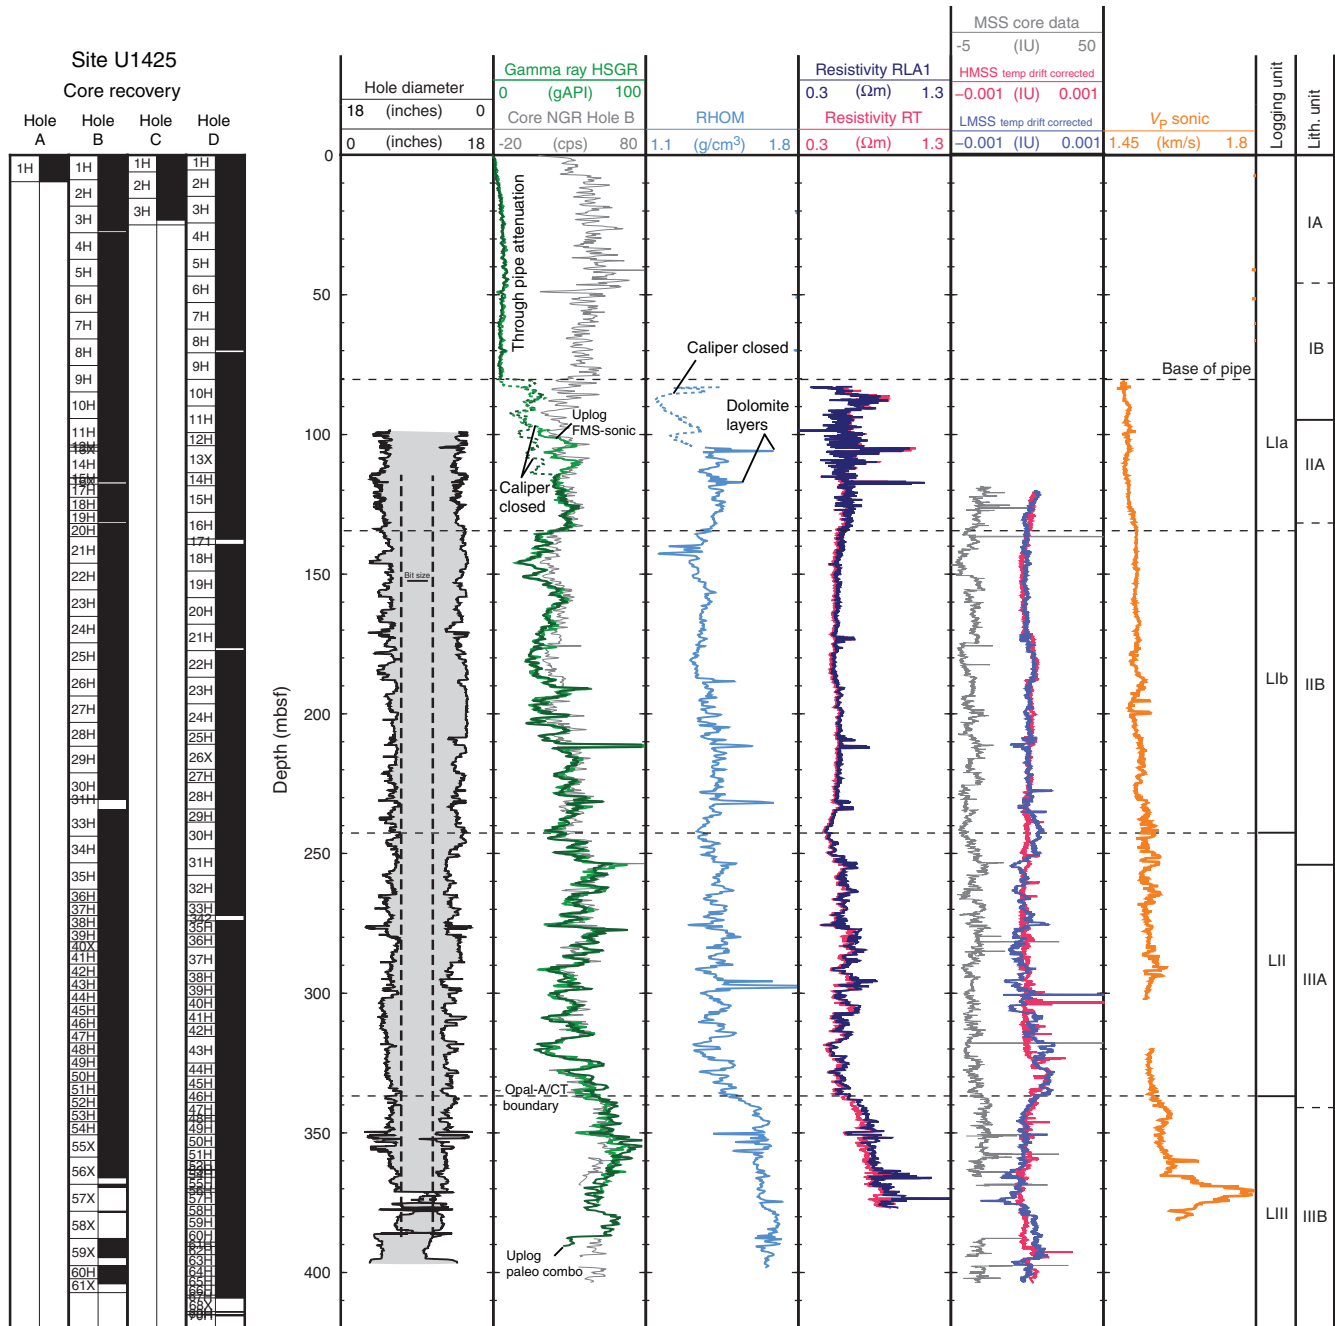 Site U1425
Core recovery
Hole A
Hole B
Hole C
Hole D
Hole diameter
18 (inches) 0
0 (inches) 18
Gamma ray HSGR
0 (gAPI) 100
Core NGR Hole B
-20 (cps) 80
RHOM
1.1 (g/cm³) 1.8
Resistivity RLA1
0.3 (Ωm) 1.3
Resistivity RT
0.3 (Ωm) 1.3
MSS core data
-5 (IU) 50
HMSS temp drift corrected
−0.001 (IU) 0.001
LMSS temp drift corrected
−0.001 (IU) 0.001
VP sonic
1.45 (km/s) 1.8
Logging unit
Lith. unit
1H
1H
2H
3H
4H
5H
6H
7H
8H
9H
10H
11H
14H
17H
18H
19H
20H
21H
22H
23H
24H
25H
26H
27H
28H
29H
30H
31H
33H
34H
35H
36H
37H
38H
39H
40X
41H
42H
43H
44H
45H
46H
47H
48H
49H
50H
51H
52H
53H
54H
55X
56X
57X
58X
59X
60H
61X
1H
2H
3H
1H
2H
3H
4H
5H
6H
7H
8H
9H
10H
11H
12H
13X
14H
15H
16H
171
18H
19H
20H
21H
22H
23H
24H
25H
26X
27H
28H
29H
30H
31H
32H
33H
342
35H
36H
37H
38H
39H
40H
41H
42H
43H
44H
45H
46H
47H
48H
49H
50H
51H
57H
58H
59H
60H
63H
64H
65H
66H
68X
Depth (mbsf)
0
50
100
150
200
250
300
350
400
Bit size
Through pipe attenuation
Uplog
FMS-sonic
Caliper
closed
Caliper closed
Dolomite
layers
Base of pipe
Opal-A/CT
boundary
Uplog
paleo combo
LIa
LIb
LII
LIII
IA
IB
IIA
IIB
IIIA
IIIB